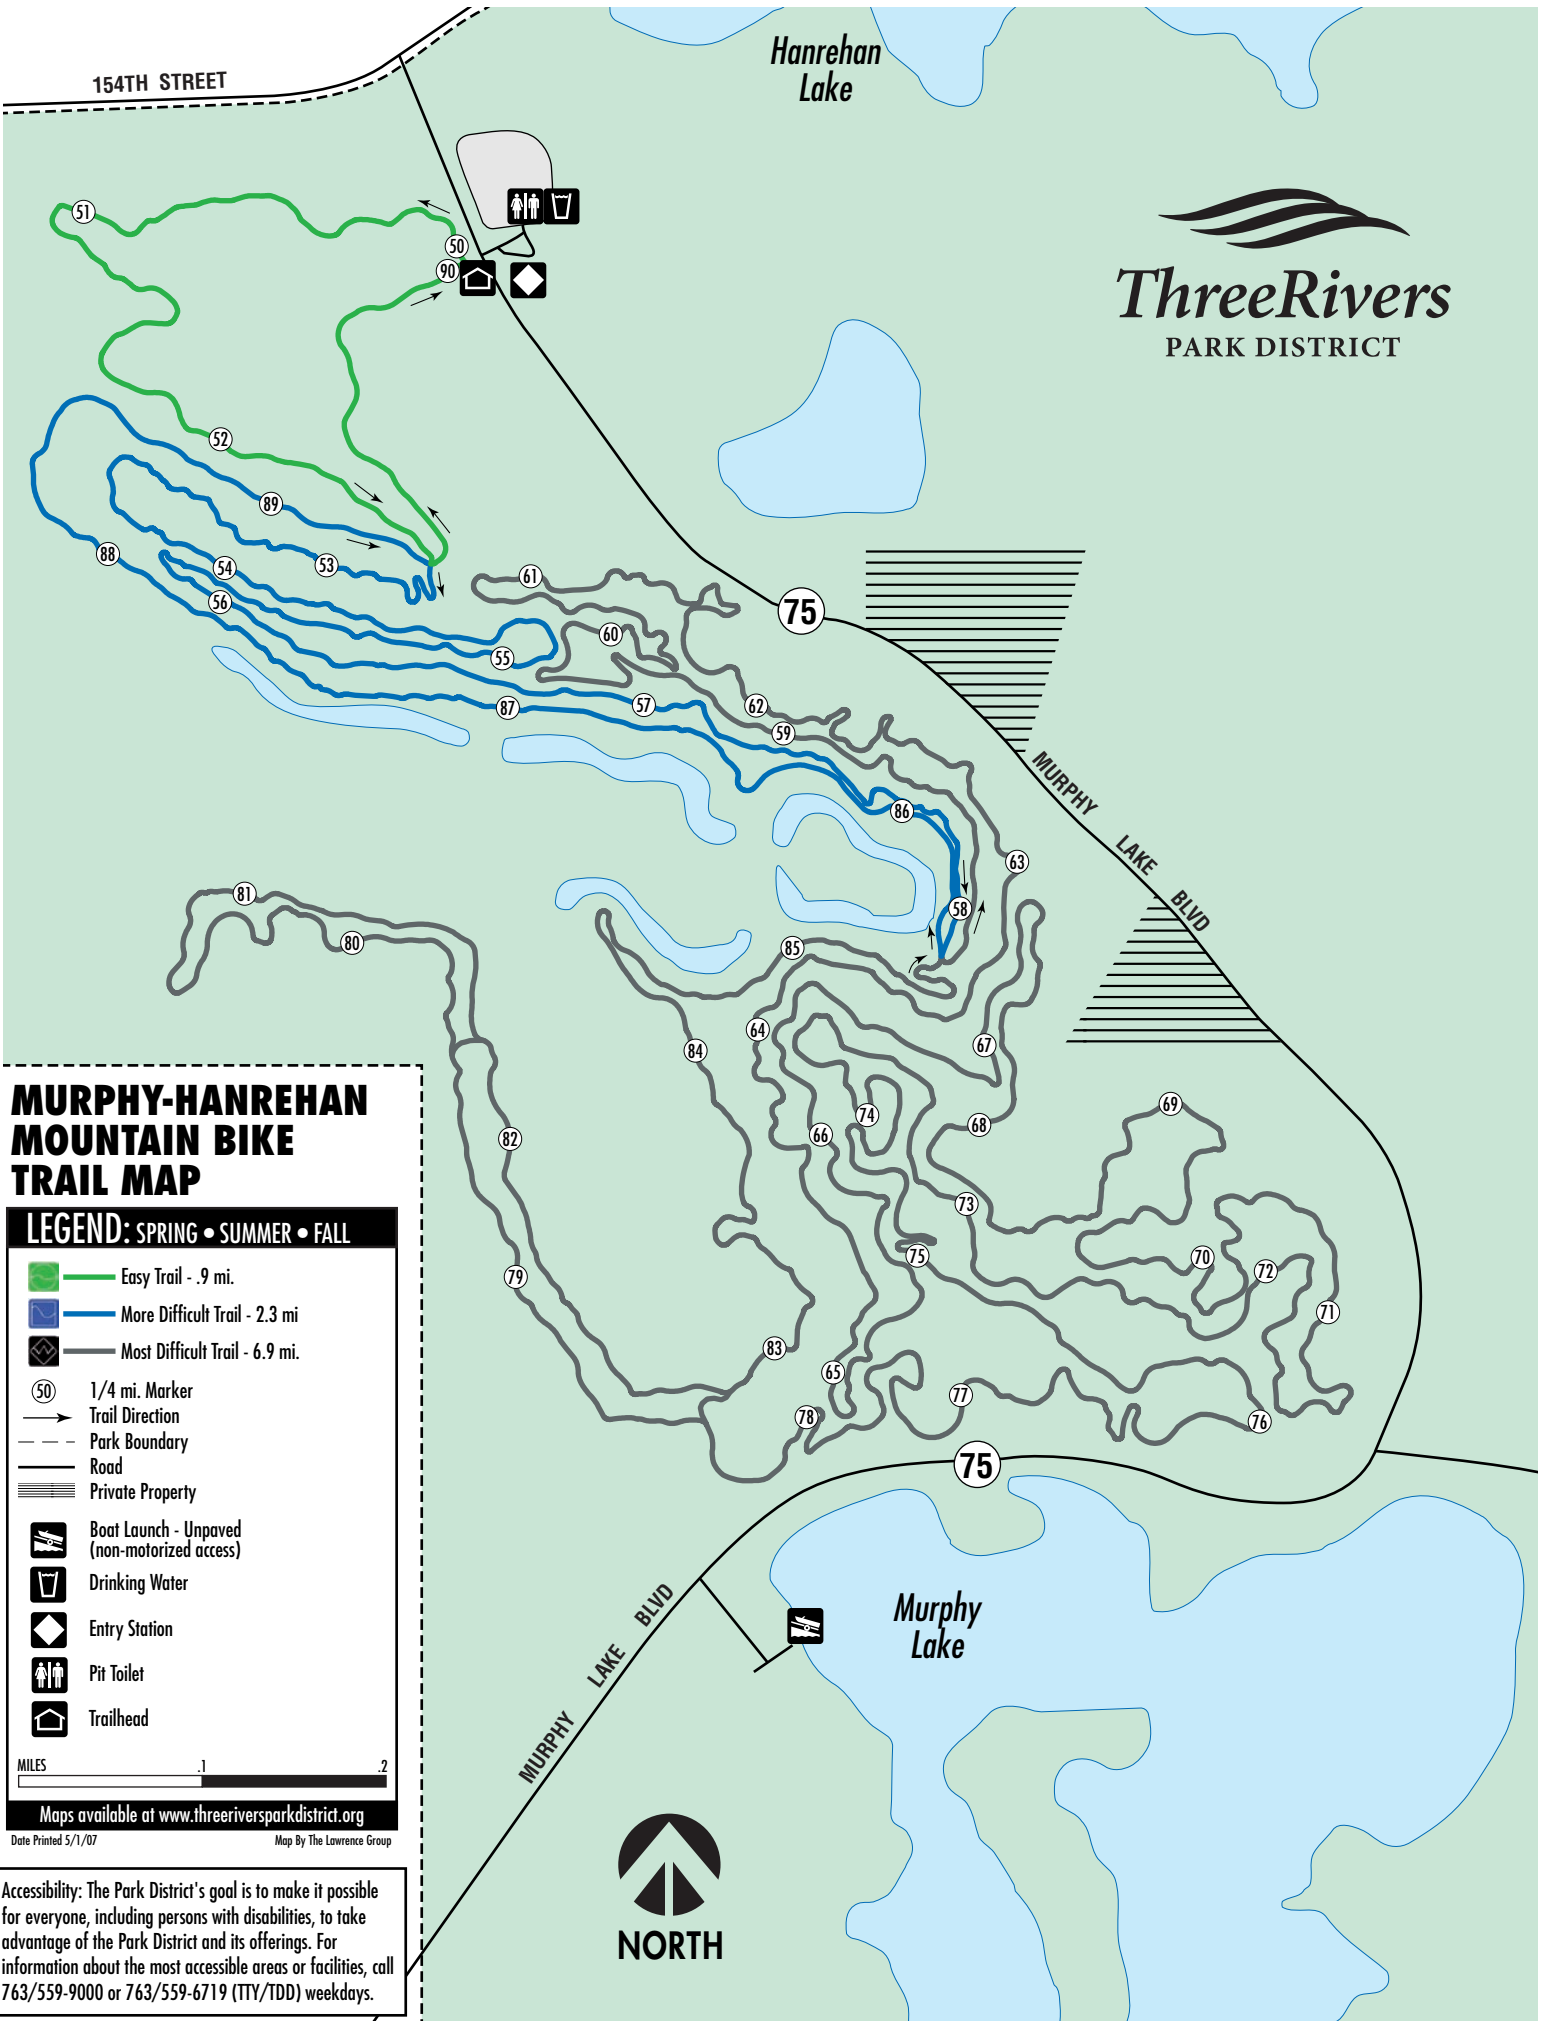 154TH STREET
Hanrehan
Lake
ThreeRivers
PARK DISTRICT
51
50
90
52
89
53
88
54
56
55
61
60
75
57
87
62
59
86
63
58
MURPHY LAKE BLVD
81
80
85
64
84
67
74
66
68
69
82
73
75
70
72
71
79
83
65
77
78
76
75
MURPHY-HANREHAN
MOUNTAIN BIKE
TRAIL MAP
LEGEND: SPRING • SUMMER • FALL
Easy Trail - .9 mi.
More Difficult Trail - 2.3 mi
Most Difficult Trail - 6.9 mi.
50 1/4 mi. Marker
Trail Direction
Park Boundary
Road
Private Property
Boat Launch - Unpaved
(non-motorized access)
Drinking Water
Entry Station
Pit Toilet
Trailhead
MILES .1 .2
Maps available at www.threeriversparkdistrict.org
Date Printed 5/1/07 Map By The Lawrence Group
Murphy
Lake
MURPHY LAKE BLVD
NORTH
Accessibility: The Park District's goal is to make it possible
for everyone, including persons with disabilities, to take
advantage of the Park District and its offerings. For
information about the most accessible areas or facilities, call
763/559-9000 or 763/559-6719 (TTY/TDD) weekdays.